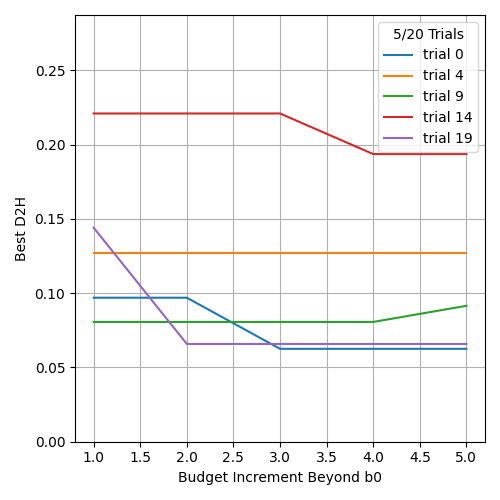 5/20 Trials
trial 0
trial 4
trial 9
trial 14
trial 19
0.25
0.20
0.15
0.10
0.05
0.00
Best D2H
1.0 1.5 2.0 2.5 3.0 3.5 4.0 4.5 5.0
Budget Increment Beyond b0